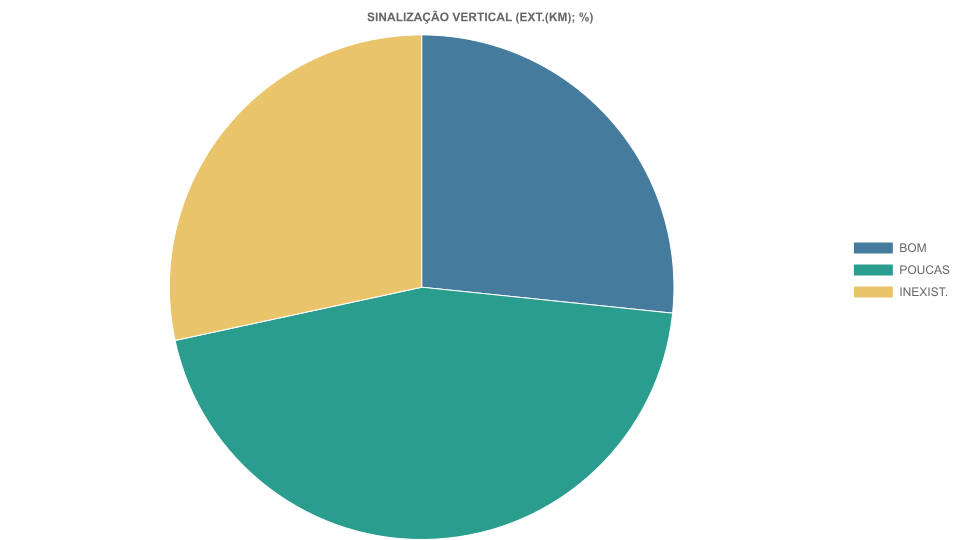 SINALIZAÇÃO VERTICAL (EXT.(KM); %)
BOM
POUCAS
INEXIST.